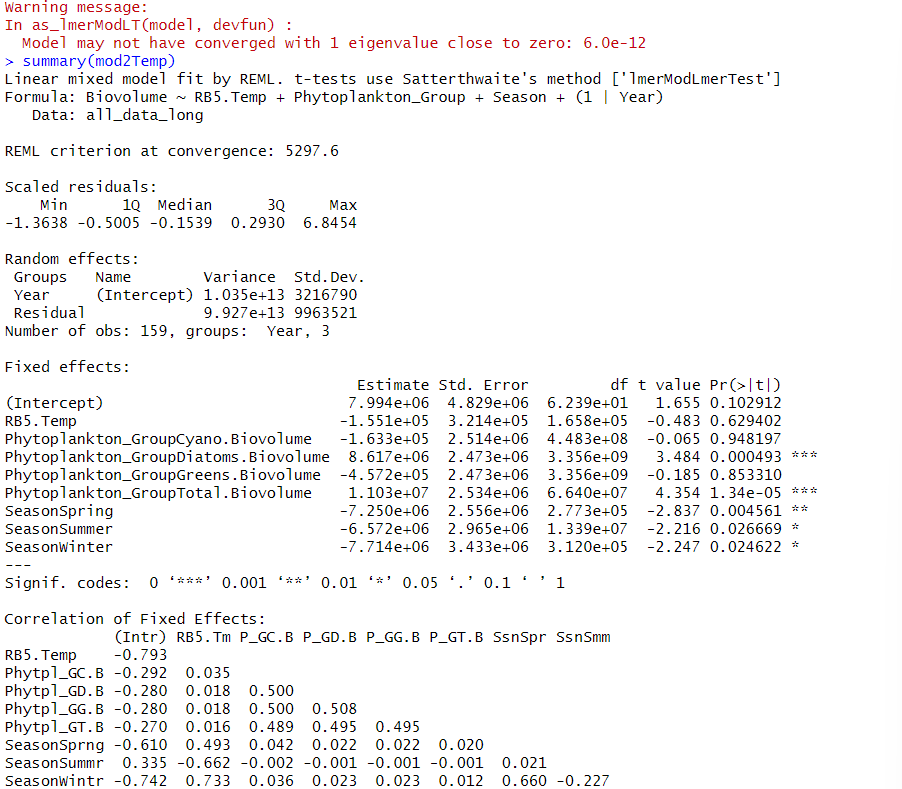 Warning message:
In as_lmerModLT(model, devfun) :
  Model may not have converged with 1 eigenvalue close to zero: 6.0e-12
> summary(mod2Temp)
Linear mixed model fit by REML. t-tests use Satterthwaite's method ['lmerModLmerTest']
Formula: Biovolume ~ RB5.Temp + Phytoplankton_Group + Season + (1 | Year)
   Data: all_data_long

REML criterion at convergence: 5297.6

Scaled residuals:
    Min      1Q  Median      3Q     Max
-1.3638 -0.5005 -0.1539  0.2930  6.8454

Random effects:
 Groups   Name        Variance  Std.Dev.
 Year     (Intercept) 1.035e+13 3216790
 Residual             9.927e+13 9963521
Number of obs: 159, groups:  Year, 3

Fixed effects:
                                     Estimate Std. Error         df t value Pr(>|t|)
(Intercept)                         7.994e+06  4.829e+06  6.239e+01   1.655 0.102912
RB5.Temp                           -1.551e+05  3.214e+05  1.658e+05  -0.483 0.629402
Phytoplankton_GroupCyano.Biovolume   -1.633e+05  2.514e+06  4.483e+08  -0.065 0.948197
Phytoplankton_GroupDiatoms.Biovolume  8.617e+06  2.473e+06  3.356e+09   3.484 0.000493 ***
Phytoplankton_GroupGreens.Biovolume  -4.572e+05  2.473e+06  3.356e+09  -0.185 0.853310
Phytoplankton_GroupTotal.Biovolume    1.103e+07  2.534e+06  6.640e+07   4.354 1.34e-05 ***
SeasonSpring                       -7.250e+06  2.556e+06  2.773e+05  -2.837 0.004561 **
SeasonSummer                       -6.572e+06  2.965e+06  1.339e+07  -2.216 0.026669 *
SeasonWinter                       -7.714e+06  3.433e+06  3.120e+05  -2.247 0.024622 *
---
Signif. codes:  0 ‘***’ 0.001 ‘**’ 0.01 ‘*’ 0.05 ‘.’ 0.1 ‘ ’ 1

Correlation of Fixed Effects:
            (Intr) RB5.Tm P_GC.B P_GD.B P_GG.B P_GT.B SsnSpr SsnSmm
RB5.Temp    -0.793
Phytpl_GC.B -0.292  0.035
Phytpl_GD.B -0.280  0.018  0.500
Phytpl_GG.B -0.280  0.018  0.500  0.508
Phytpl_GT.B -0.270  0.016  0.489  0.495  0.495
SeasonSprng -0.610  0.493  0.042  0.022  0.022  0.020
SeasonSummr  0.335 -0.662 -0.002 -0.001 -0.001 -0.001  0.021
SeasonWintr -0.742  0.733  0.036  0.023  0.023  0.012  0.660 -0.227